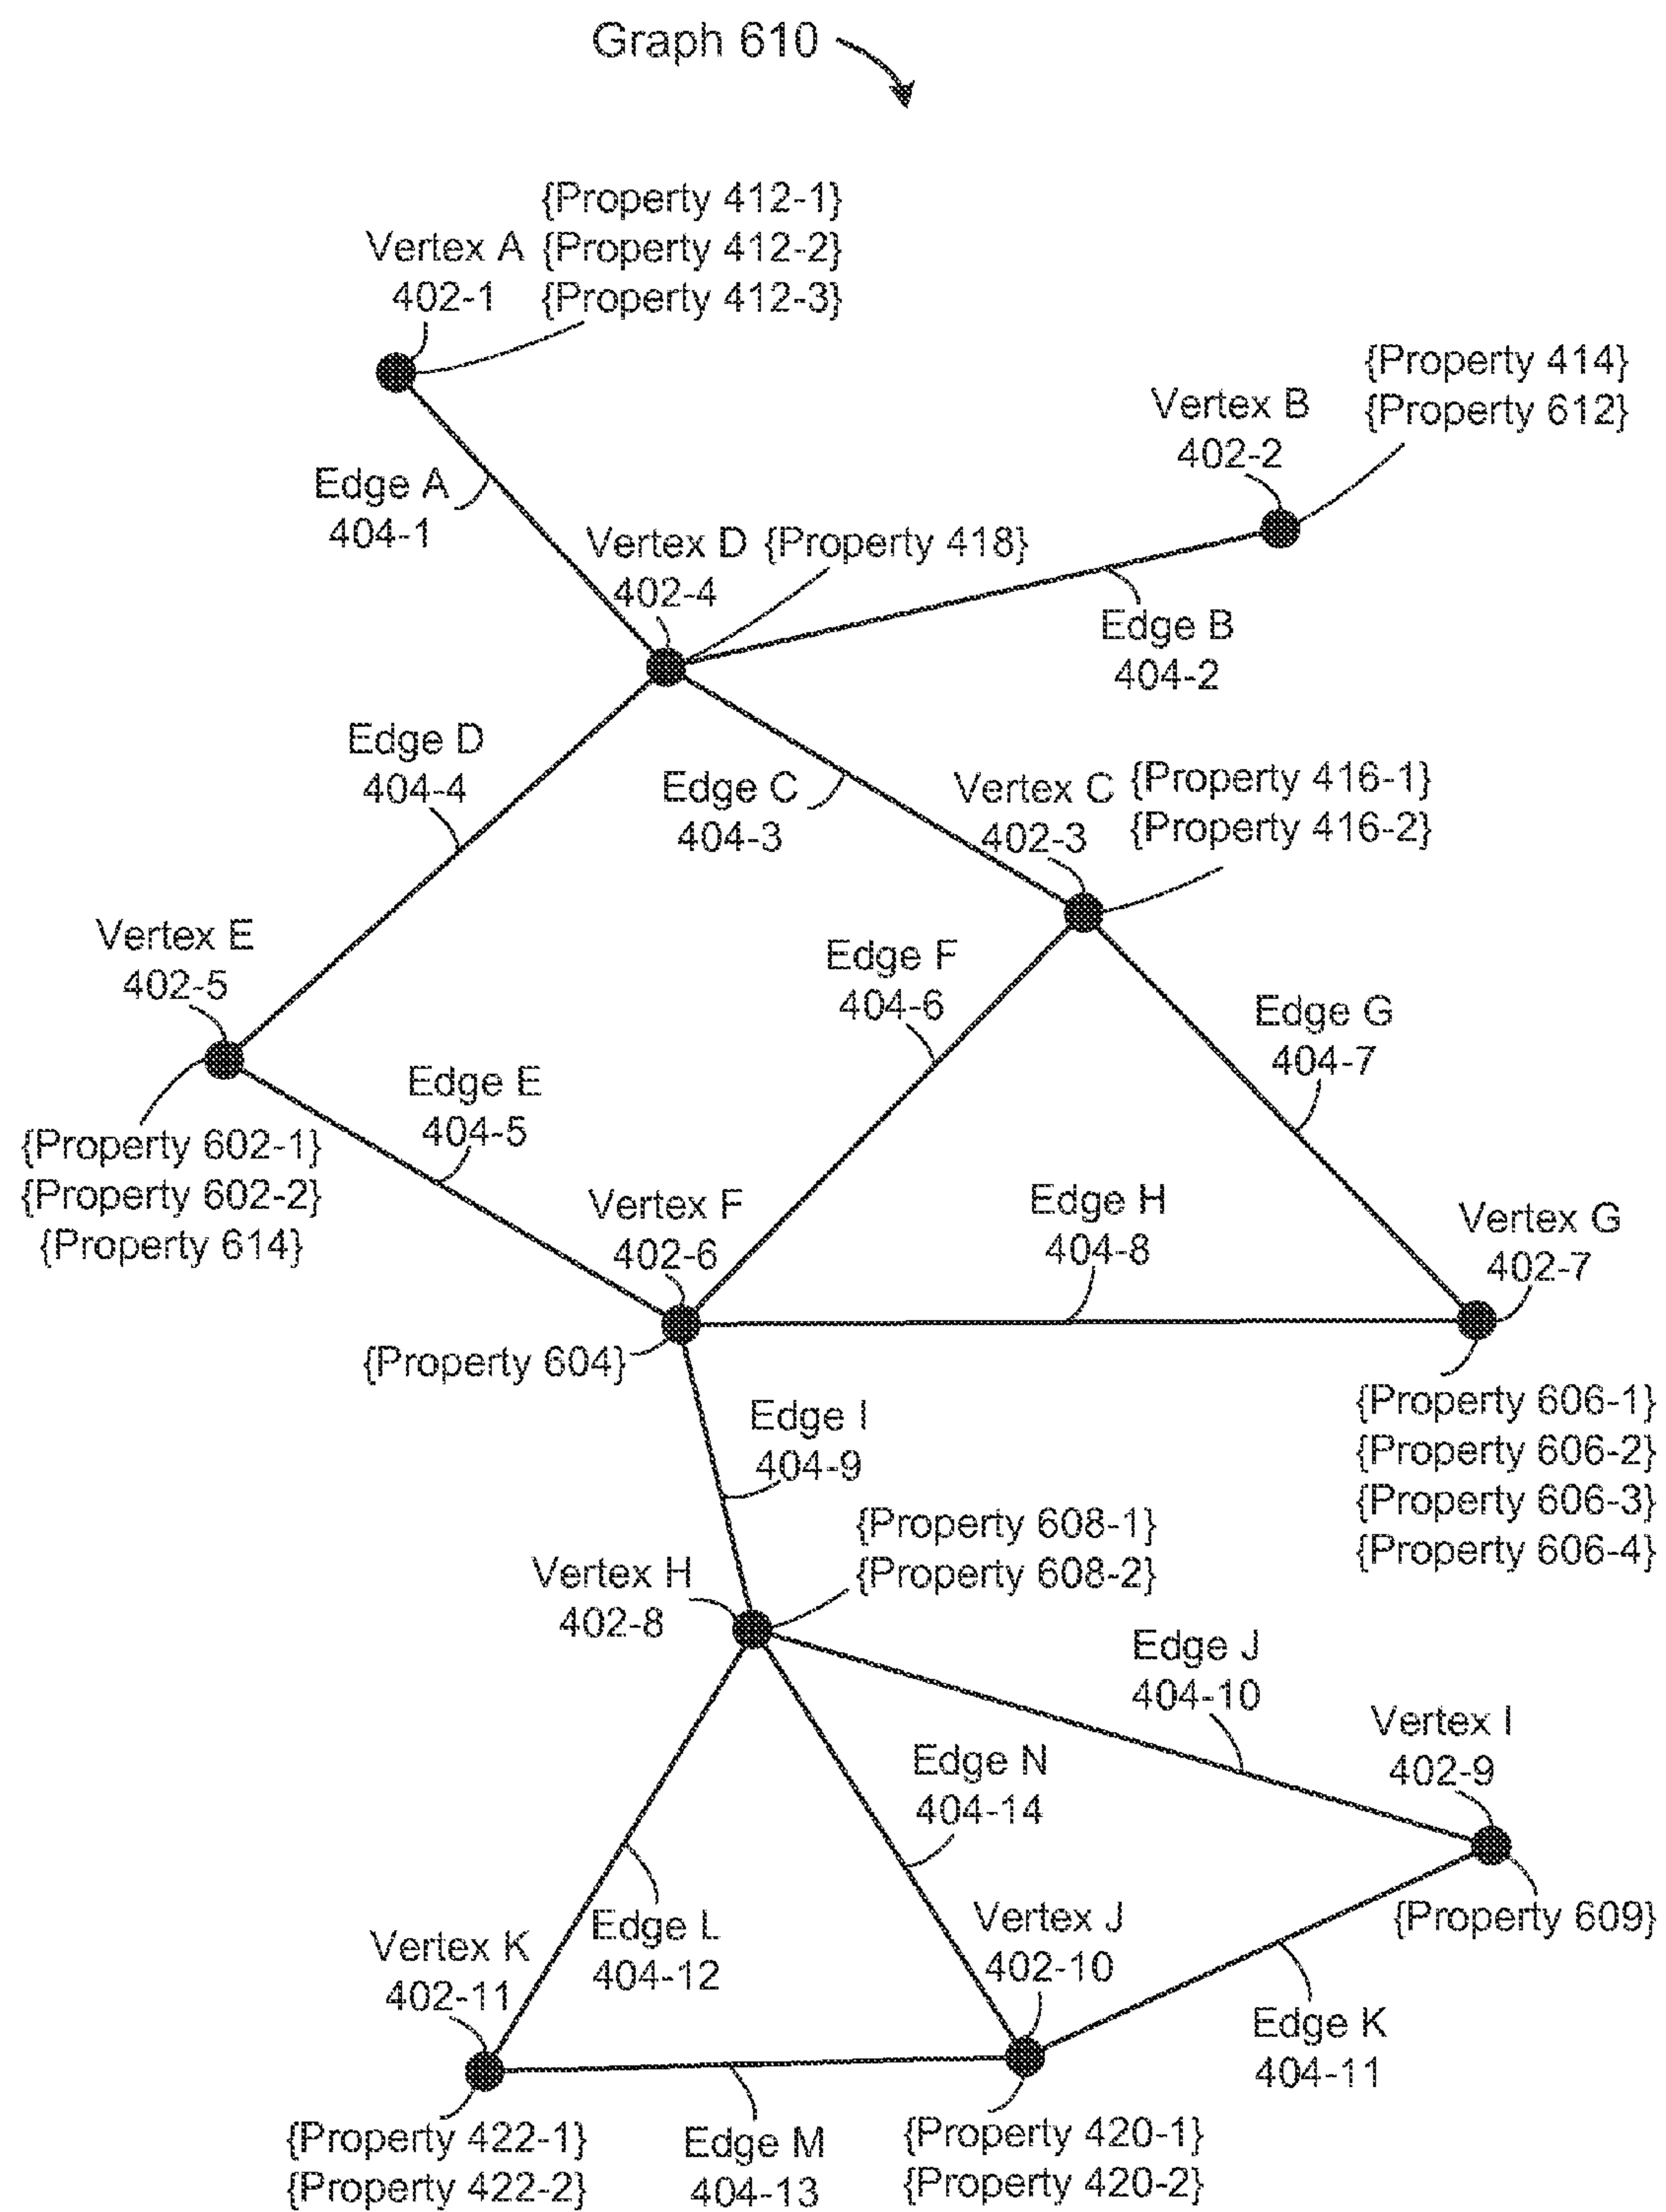 Graph 610
{Property 412-1}
Vertex A {Property 412-2}
402-1 {Property 412-3}
{Property 414}
Vertex B {Property 612}
402-2
Edge A
404-1
Vertex D {Property 418}
402-4
Edge B
404-2
Edge D
404-4
Edge C
404-3
Vertex C {Property 416-1}
402-3 {Property 416-2}
Vertex E
402-5
Edge F
404-6
Edge G
404-7
Edge E
404-5
{Property 602-1}
{Property 602-2}
{Property 614}
Vertex F
402-6
Edge H
404-8
Vertex G
402-7
{Property 604}
{Property 606-1}
{Property 606-2}
{Property 606-3}
{Property 606-4}
Edge I
404-9
{Property 608-1}
{Property 608-2}
Vertex H
402-8
Edge J
404-10
Vertex I
402-9
Edge N
404-14
{Property 609}
Vertex K
402-11
Edge L
404-12
Vertex J
402-10
Edge K
404-11
{Property 422-1}
{Property 422-2}
Edge M
404-13
{Property 420-1}
{Property 420-2}